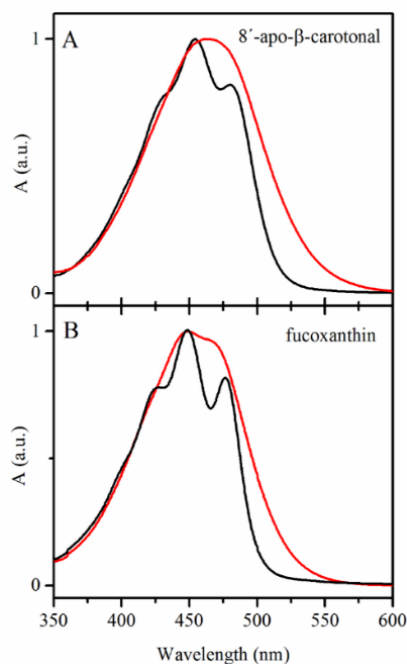 A
8´-apo-β-carotonal
1
A (a.u.)
0
B
fucoxanthin
1
A (a.u.)
0
350 400 450 500 550 600
Wavelength (nm)